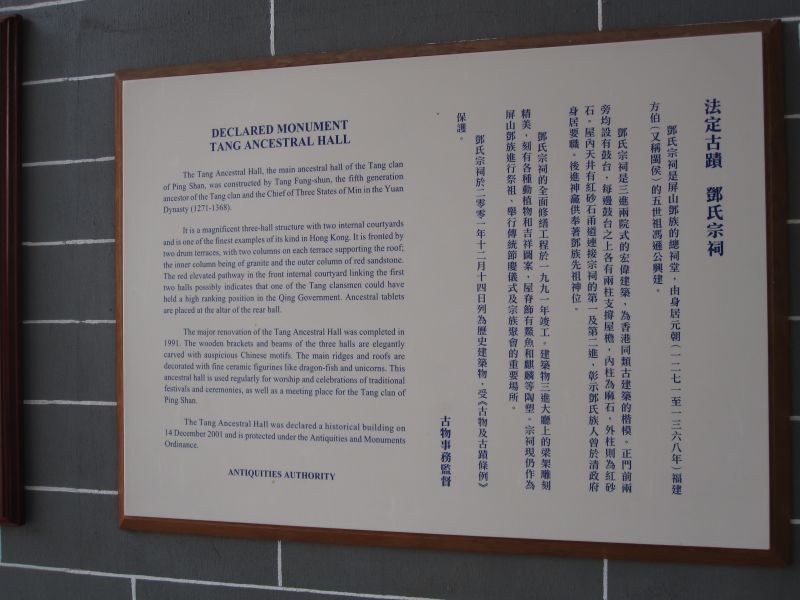 DECLARED MONUMENT
TANG ANCESTRAL HALL
The Tang Ancestral Hall, the main ancestral hall of the Tang clan
of Ping Shan, was constructed by Tang Fung-shun, the fifth generation
ancestor of the Tang clan and the Chief of Three States of Min in the Yuan
Dynasty (1271-1368).
It is a magnificent three-hall structure with two internal courtyards
and is one of the finest examples of its kind in Hong Kong. It is fronted by
two drum terraces, with two columns on each terrace supporting the roof;
the inner column being of granite and the outer column of red sandstone.
The red elevated pathway in the front internal courtyard linking the first
two halls possibly indicates that one of the Tang clansmen could have
held a high ranking position in the Qing Government. Ancestral tablets
are placed at the altar of the rear hall.
The major renovation of the Tang Ancestral Hall was completed in
1991. The wooden brackets and beams of the three halls are elegantly
carved with auspicious Chinese motifs. The main ridges and roofs are
decorated with fine ceramic figurines like dragon-fish and unicorns. This
ancestral hall is used regularly for worship and celebrations of traditional
festivals and ceremonies, as well as a meeting place for the Tang clan of
Ping Shan.
The Tang Ancestral Hall was declared a historical building on
14 December 2001 and is protected under the Antiquities and Monuments
Ordinance.
ANTIQUITIES AUTHORITY
法定古蹟 鄧氏宗祠
鄧氏宗祠是屏山鄧族的總祠堂，由身居元朝(一二七一至一三六八年)福建
方伯(又稱閩侯)的五世祖馮遜公興建。
鄧氏宗祠是三進兩院式的宏偉建築，為香港同類古建築的楷模。正門前兩
旁均設有鼓台，每邊鼓台之上各有兩柱支撐屋檐，內柱為麻石，外柱則為紅砂
石。屋內天井有紅砂石甬道連接宗祠的第一及第二進，彰示鄧氏族人曾於清政府
身居要職。後進神龕供奉著鄧族先祖神位。
鄧氏宗祠的全面修繕工程於一九九一年竣工。建築物三進大廳上的梁架雕刻
精美，刻有各種動植物和吉祥圖案，屋脊飾有鰲魚和麒麟等陶塑。宗祠現仍作為
屏山鄧族進行祭祖、舉行傳統節慶儀式及宗族聚會的重要場所。
鄧氏宗祠於二零零一年十二月十四日列為歷史建築物，受《古物及古蹟條例》
保護。
古物事務監督